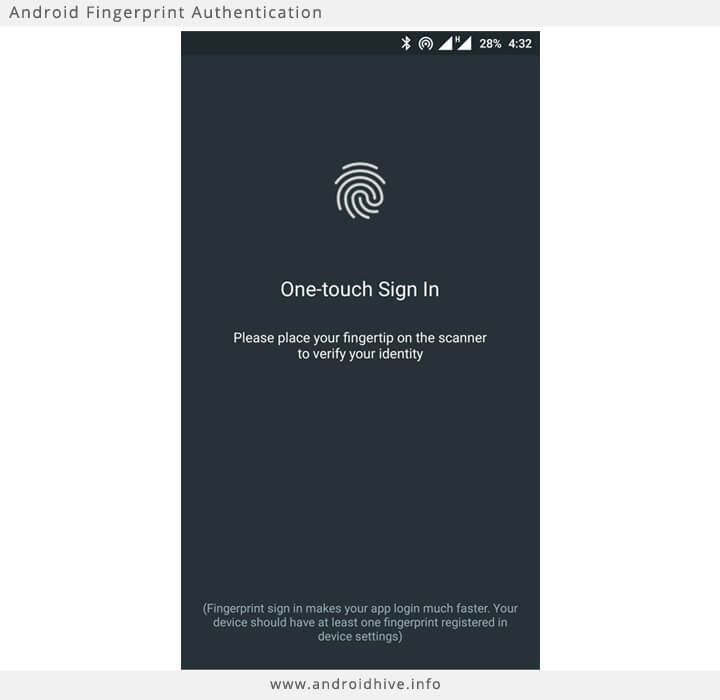 Android Fingerprint Authentication
H 28% 4:32
One-touch Sign In
Please place your fingertip on the scanner
to verify your identity
(Fingerprint sign in makes your app login much faster. Your
device should have at least one fingerprint registered in
device settings)
www.androidhive.info